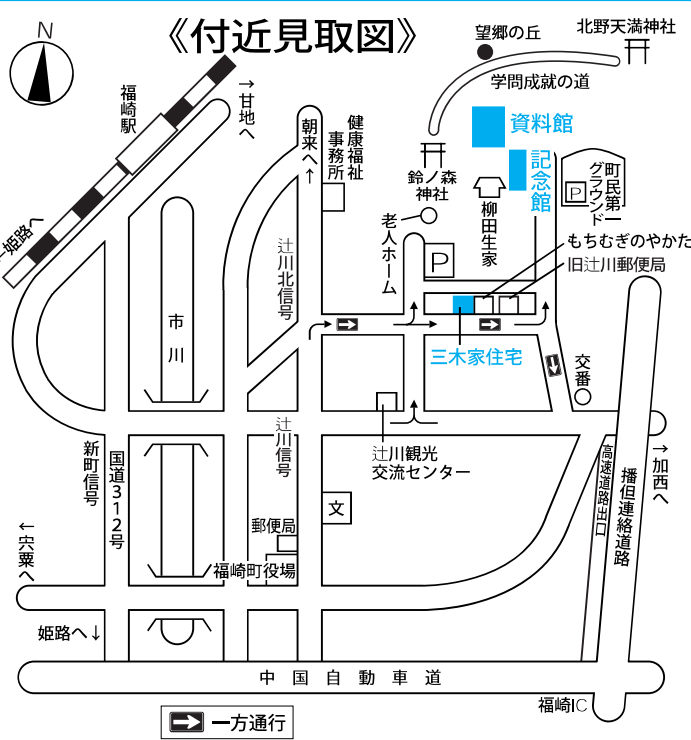 《付近見取図》
N
望郷の丘
北野天満神社
学問成就の道
福崎駅
→甘地へ
←姫路へ
朝来へ↑
健康福祉
事務所
資料館
記念館
鈴ノ森
神社
柳田生家
P
町民第一
グラウンド
老人ホーム
P
もちむぎのやかた
旧辻川郵便局
辻川北信号
市川
三木家住宅
交番
辻川信号
辻川観光
交流センター
新町信号
国道312号
文
郵便局
福崎町役場
高速道路出口
播但連絡道路
→加西へ
←宍粟へ
姫路へ↓
中国自動車道
福崎IC
一方通行